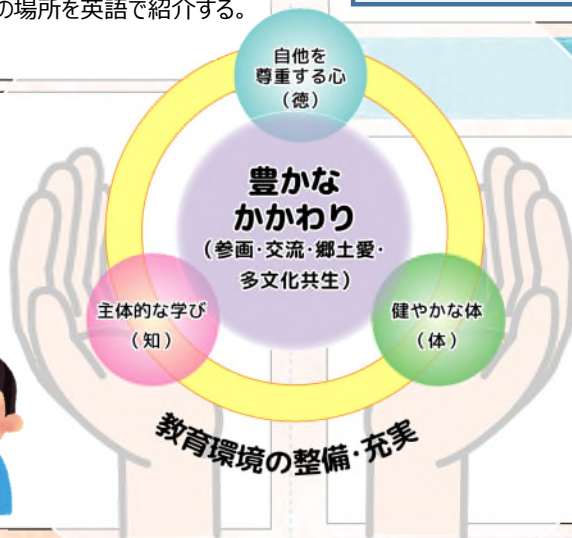 の場所を英語で紹介する。
自他を
尊重する心
（徳）
豊かな
かかわり
（参画・交流・郷土愛・
多文化共生）
主体的な学び
（知）
健やかな体
（体）
教育環境の整備・充実